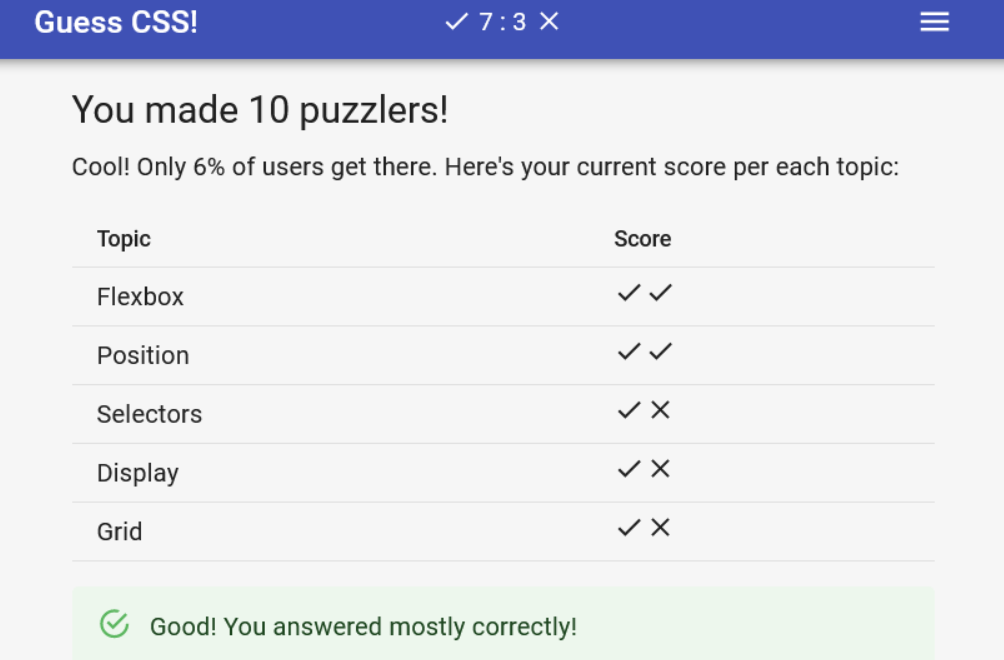 Guess CSS!
✓ 7 : 3 ✕
You made 10 puzzlers!
Cool! Only 6% of users get there. Here's your current score per each topic:
Topic Score
Flexbox ✓ ✓
Position ✓ ✓
Selectors ✓ ✕
Display ✓ ✕
Grid ✓ ✕
Good! You answered mostly correctly!